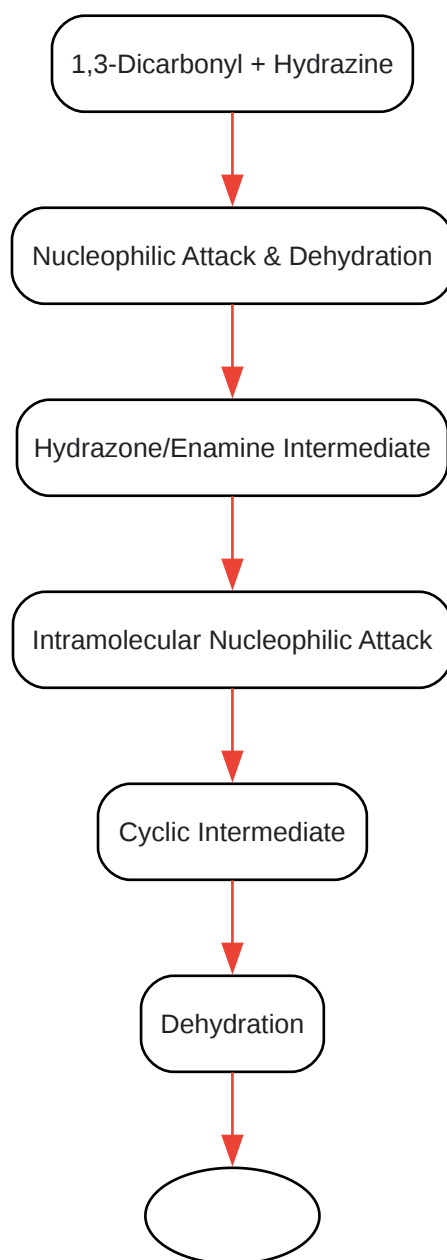 1,3-Dicarbonyl + Hydrazine
Nucleophilic Attack & Dehydration
Hydrazone/Enamine Intermediate
Intramolecular Nucleophilic Attack
Cyclic Intermediate
Dehydration